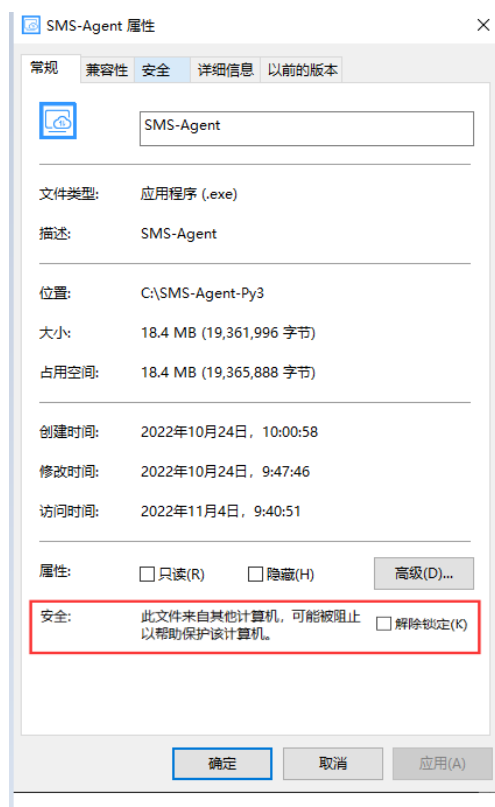 SMS-Agent 属性
常规 兼容性 安全 详细信息 以前的版本
SMS-Agent
文件类型: 应用程序 (.exe)
描述: SMS-Agent
位置: C:\SMS-Agent-Py3
大小: 18.4 MB (19,361,996 字节)
占用空间: 18.4 MB (19,365,888 字节)
创建时间: 2022年10月24日，10:00:58
修改时间: 2022年10月24日，9:47:46
访问时间: 2022年11月4日，9:40:51
属性: 只读(R) 隐藏(H) 高级(D)...
安全: 此文件来自其他计算机，可能被阻止
以帮助保护该计算机。 解除锁定(K)
确定 取消 应用(A)